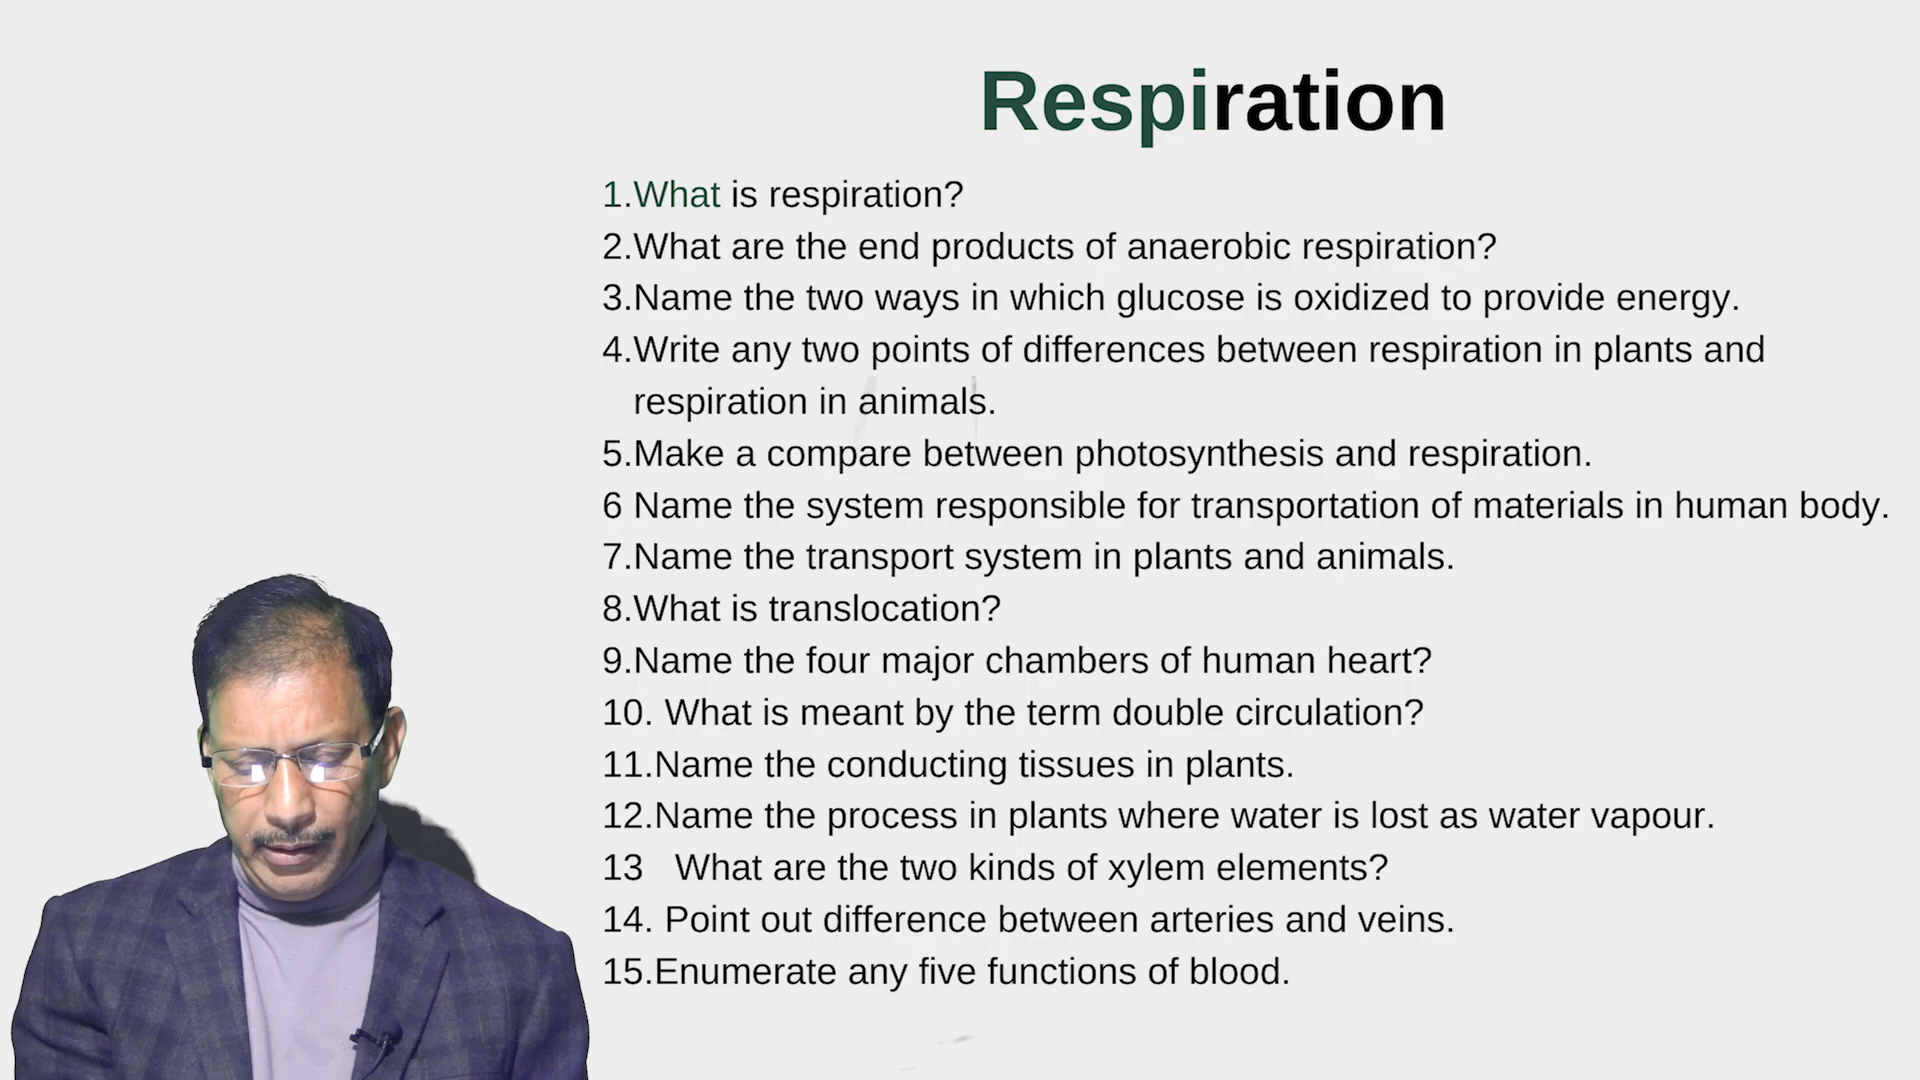 Respiration
1.What is respiration?
2.What are the end products of anaerobic respiration?
3.Name the two ways in which glucose is oxidized to provide energy.
4.Write any two points of differences between respiration in plants and
respiration in animals.
5.Make a compare between photosynthesis and respiration.
6 Name the system responsible for transportation of materials in human body.
7.Name the transport system in plants and animals.
8.What is translocation?
9.Name the four major chambers of human heart?
10. What is meant by the term double circulation?
11.Name the conducting tissues in plants.
12.Name the process in plants where water is lost as water vapour.
13   What are the two kinds of xylem elements?
14. Point out difference between arteries and veins.
15.Enumerate any five functions of blood.